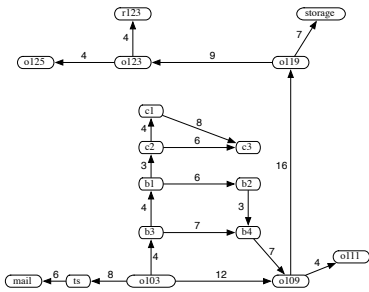 r123 storage
4 7
o125 4 o123 9 o119
c1
4 8
c2 6 c3
3 16
b1 6 b2
4 3
b3 7 b4
4 7 4 o111
mail 6 ts 8 o103 12 o109